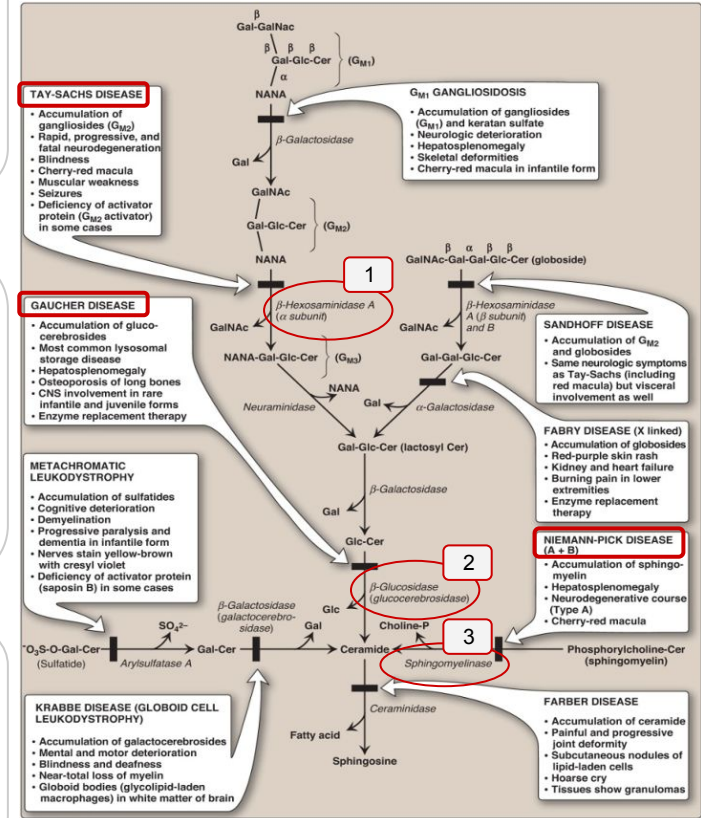 β
Gal-GalNac
β β β
Gal-Glc-Cer
(GM1)
α
NANA
β-Galactosidase
Gal
GalNAc
Gal-Glc-Cer
(GM2)
NANA
1
β-Hexosaminidase A
(α subunit)
GalNAc
NANA-Gal-Glc-Cer
(GM3)
NANA
Neuraminidase
TAY-SACHS DISEASE
• Accumulation of
gangliosides (GM2)
• Rapid, progressive, and
fatal neurodegeneration
• Blindness
• Cherry-red macula
• Muscular weakness
• Seizures
• Deficiency of activator
protein (GM2 activator)
in some cases
GM1 GANGLIOSIDOSIS
• Accumulation of gangliosides
(GM1) and keratan sulfate
• Neurologic deterioration
• Hepatosplenomegaly
• Skeletal deformities
• Cherry-red macula in infantile form
β α β β
GalNAc-Gal-Gal-Glc-Cer (globoside)
β-Hexosaminidase
A (β subunit)
and B
GalNAc
Gal-Gal-Glc-Cer
Gal
α-Galactosidase
SANDHOFF DISEASE
• Accumulation of GM2
and globosides
• Same neurologic symptoms
as Tay-Sachs (including
red macula) but visceral
involvement as well
GAUCHER DISEASE
• Accumulation of gluco-
cerebrosides
• Most common lysosomal
storage disease
• Hepatosplenomegaly
• Osteoporosis of long bones
• CNS involvement in rare
infantile and juvenile forms
• Enzyme replacement therapy
FABRY DISEASE (X linked)
• Accumulation of globosides
• Red-purple skin rash
• Kidney and heart failure
• Burning pain in lower
extremities
• Enzyme replacement
therapy
Gal-Glc-Cer (lactosyl Cer)
β-Galactosidase
Gal
Glc-Cer
2
β-Glucosidase
(glucocerebrosidase)
Glc
METACHROMATIC
LEUKODYSTROPHY
• Accumulation of sulfatides
• Cognitive deterioration
• Demyelination
• Progressive paralysis and
dementia in infantile form
• Nerves stain yellow-brown
with cresyl violet
• Deficiency of activator protein
(saposin B) in some cases
NIEMANN-PICK DISEASE
(A + B)
• Accumulation of sphingo-
myelin
• Hepatosplenomegaly
• Neurodegenerative course
(Type A)
• Cherry-red macula
β-Galactosidase
(galactocerebro-
sidase)
SO₄²⁻
Gal
Choline-P
3
⁻O₃S-O-Gal-Cer
(Sulfatide)
Arylsulfatase A
Gal-Cer
Ceramide
Sphingomyelinase
Phosphorylcholine-Cer
(sphingomyelin)
Ceramidase
Fatty acid
Sphingosine
KRABBE DISEASE (GLOBOID CELL
LEUKODYSTROPHY)
• Accumulation of galactocerebrosides
• Mental and motor deterioration
• Blindness and deafness
• Near-total loss of myelin
• Globoid bodies (glycolipid-laden
macrophages) in white matter of brain
FARBER DISEASE
• Accumulation of ceramide
• Painful and progressive
joint deformity
• Subcutaneous nodules of
lipid-laden cells
• Hoarse cry
• Tissues show granulomas